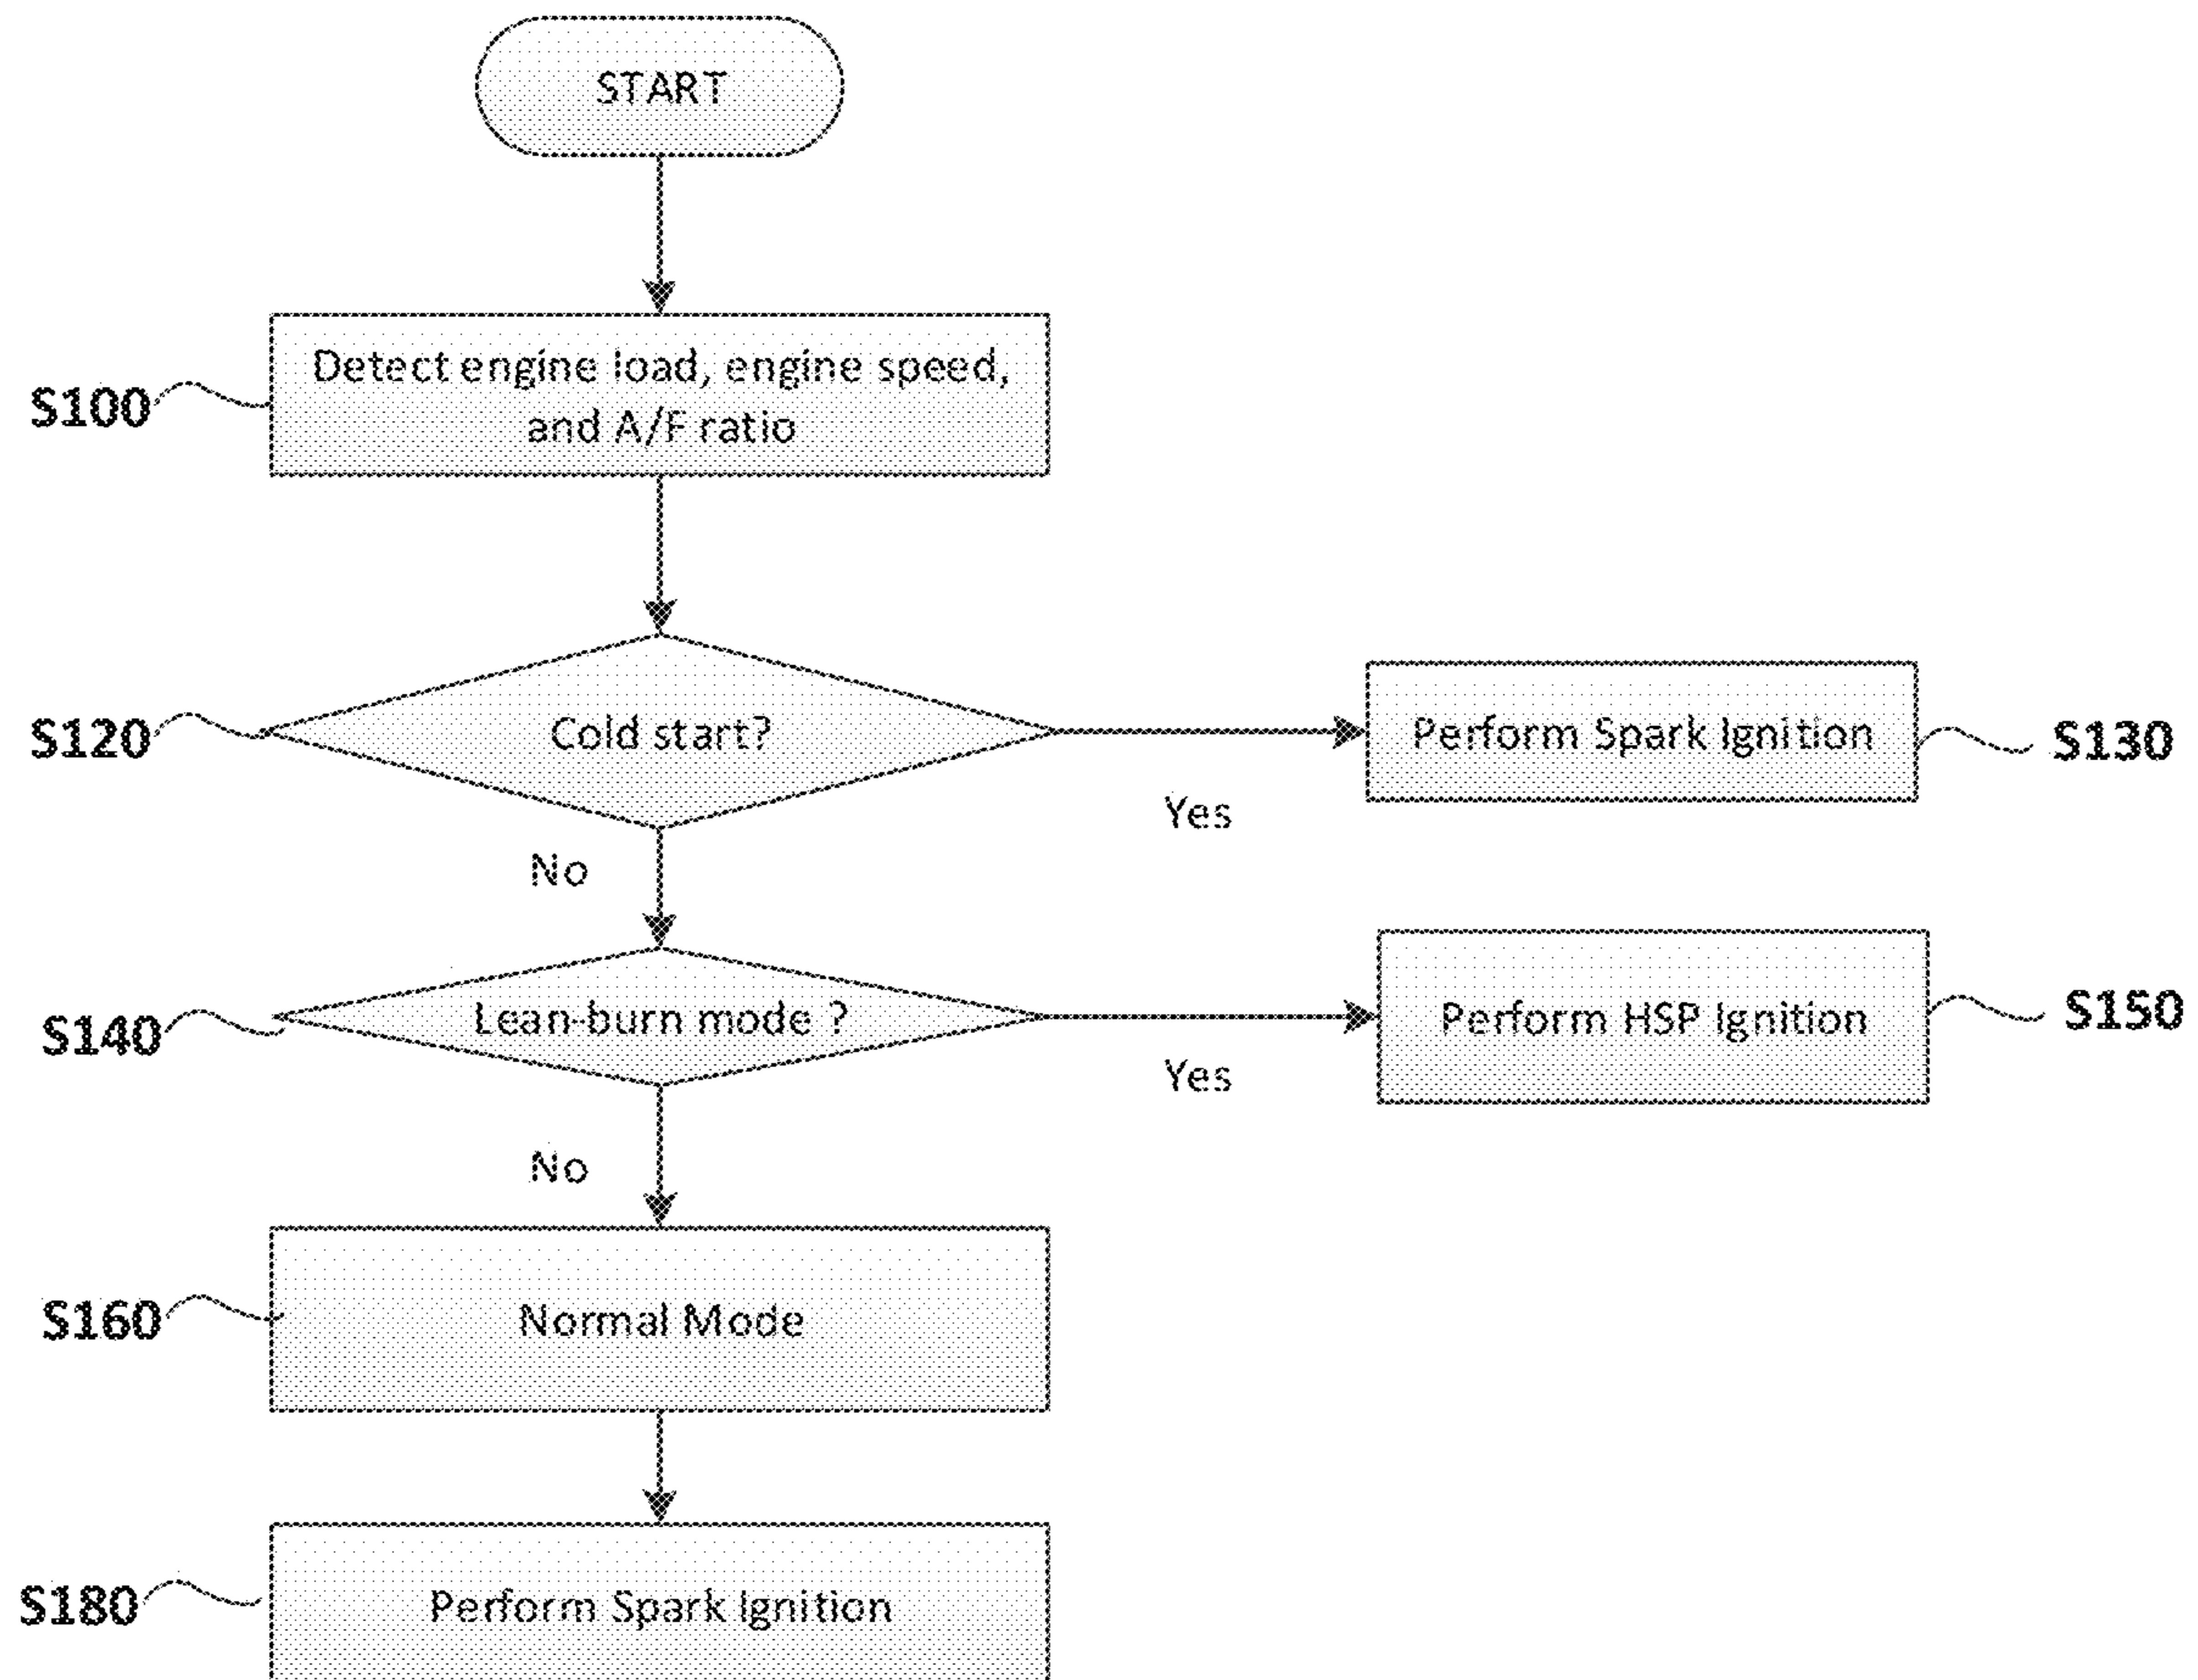 START
Detect engine load, engine speed,
and A/F ratio
S100
Cold start?
S120
Yes
Perform Spark Ignition
S130
No
Lean-burn mode ?
S140
Yes
Perform HSP Ignition
S150
No
Normal Mode
S160
Perform Spark Ignition
S180